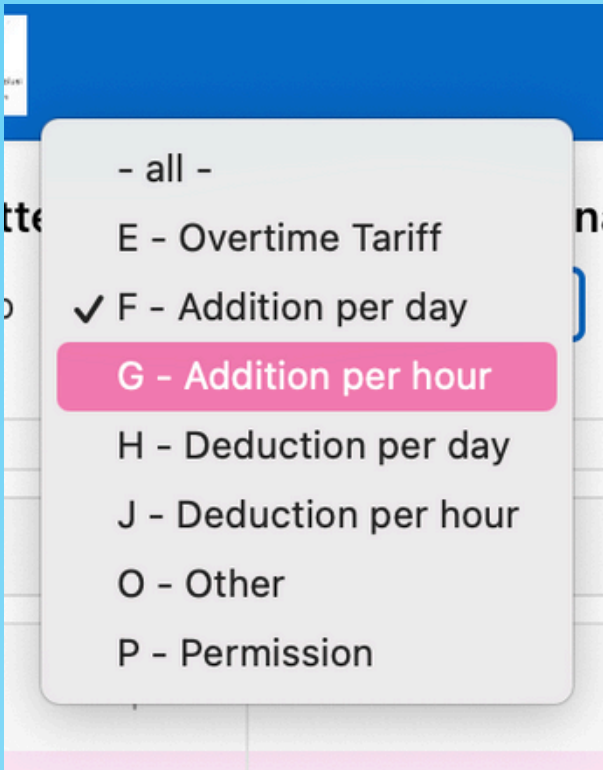 - all -
E - Overtime Tariff
✓ F - Addition per day
G - Addition per hour
H - Deduction per day
J - Deduction per hour
O - Other
P - Permission